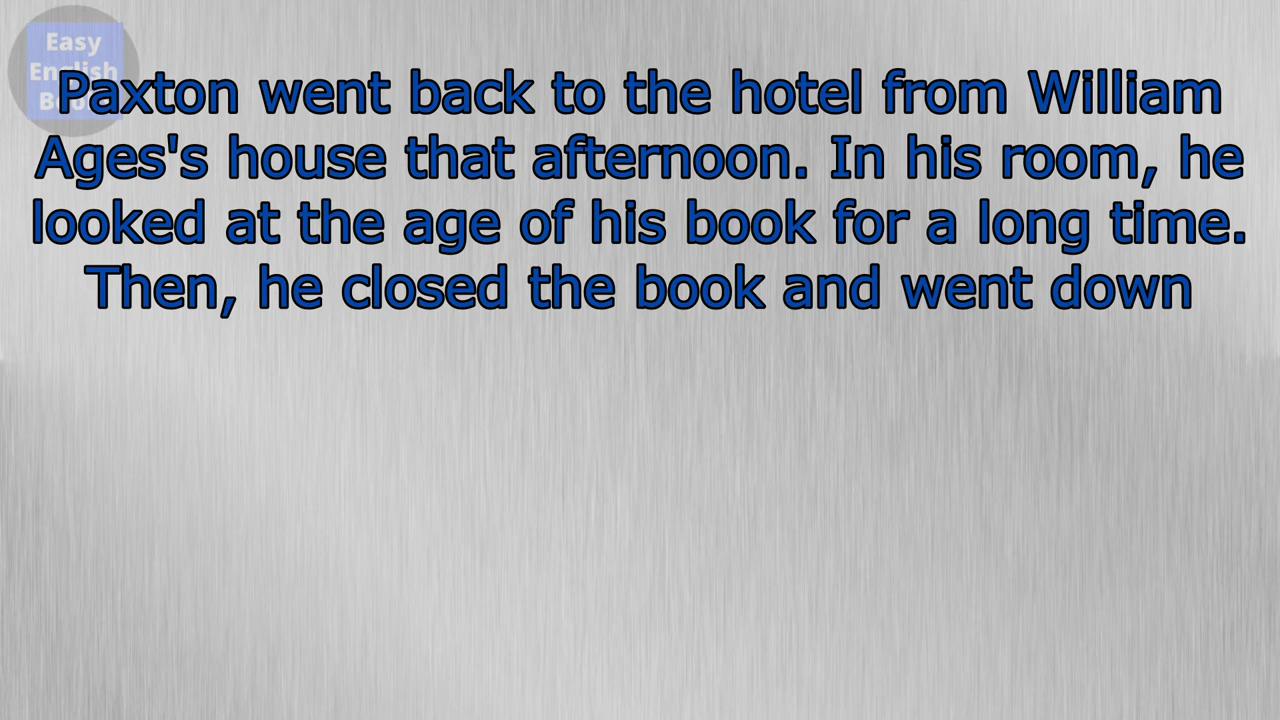 Easy
English
Book
Paxton went back to the hotel from William
Ages's house that afternoon. In his room, he
looked at the age of his book for a long time.
Then, he closed the book and went down